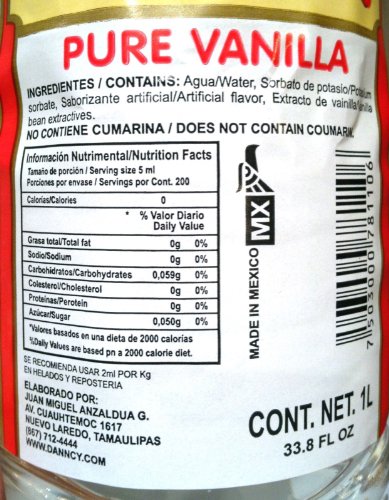 PURE VANILLA
INGREDIENTES / CONTAINS: Agua/Water, Sorbato de potasio/Potasium
sorbate, Saborizante artificial/Artificial flavor, Extracto de vainilla/Vanilla
bean extractives.
NO CONTIENE CUMARINA / DOES NOT CONTAIN COUMARIN.
Información Nutrimental/Nutrition Facts
Tamaño de porción / Serving size 5 ml
Porciones por envase / Servings por Cont. 200
Calorías/Calories 0
* % Valor Diario
Daily Value
Grasa total/Total fat 0g 0%
Sodio/Sodium 0g 0%
Carbohidratos/Carbohydrates 0,059g 0%
Colesterol/Cholesterol 0g 0%
Proteínas/Perotein 0g 0%
Azúcar/Sugar 0,050g 0%
*Valores basados en una dieta de 2000 calorías
%Daily Values are based pn a 2000 calorie diet.
SE RECOMIENDA USAR 2ml POR Kg
EN HELADOS Y REPOSTERIA
ELABORADO POR:
JUAN MIGUEL ANZALDUA G.
AV. CUAUHTEMOC 1617
NUEVO LAREDO, TAMAULIPAS
(867) 712-4444
WWW.DANNCY.COM
MADE IN MEXICO
MX
7 503000 781106
CONT. NET. 1L
33.8 FL OZ